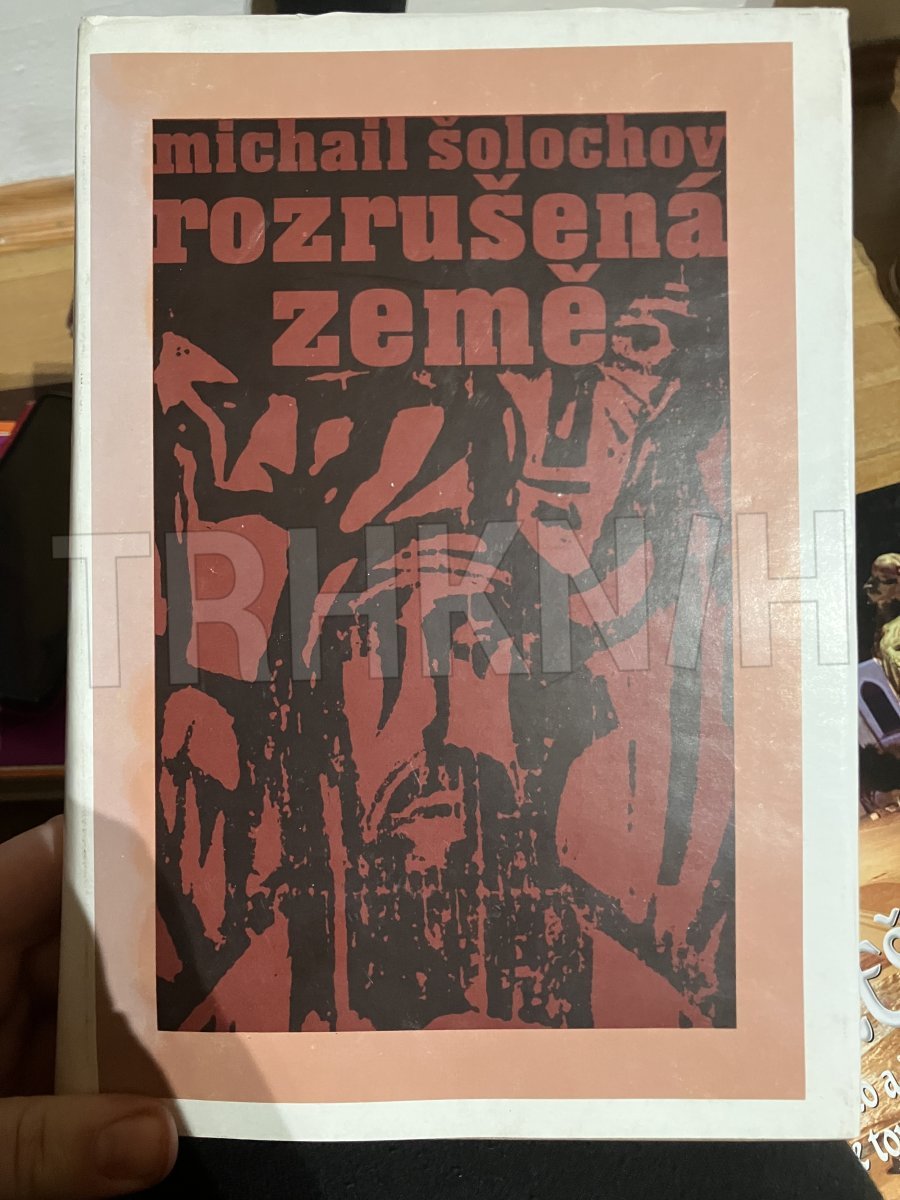 michail šolochov
rozrušená
země
TRHKNIH